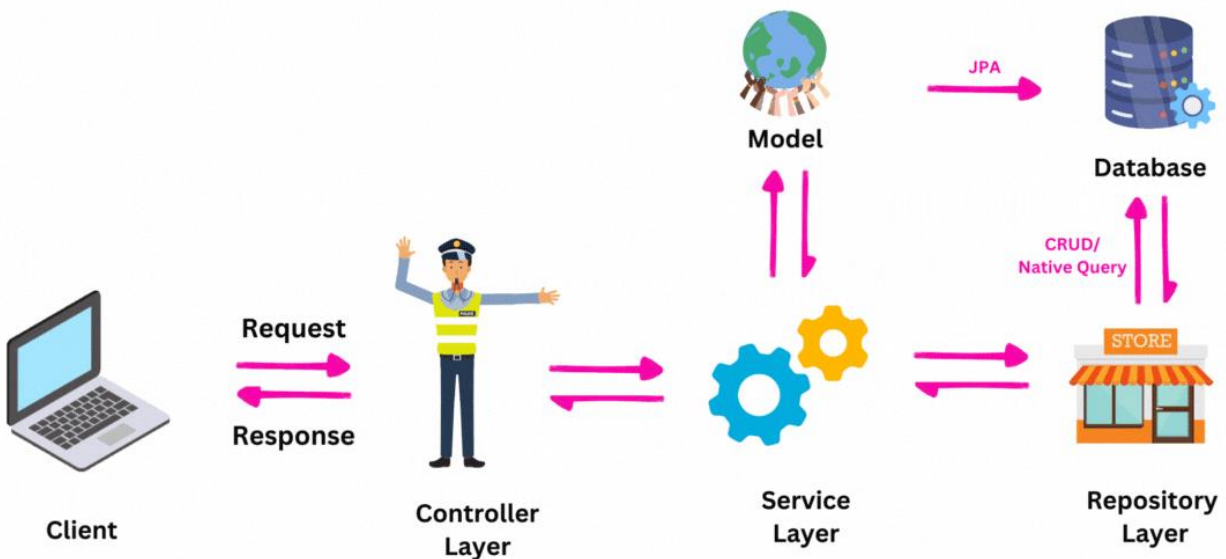 JPA
Model
Database
CRUD/
Native Query
Request
Response
POLICE
STORE
Client
Controller
Layer
Service
Layer
Repository
Layer